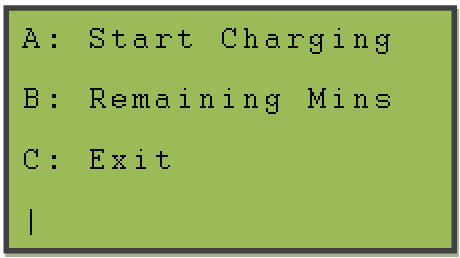 A: Start Charging
B: Remaining Mins
C: Exit
|